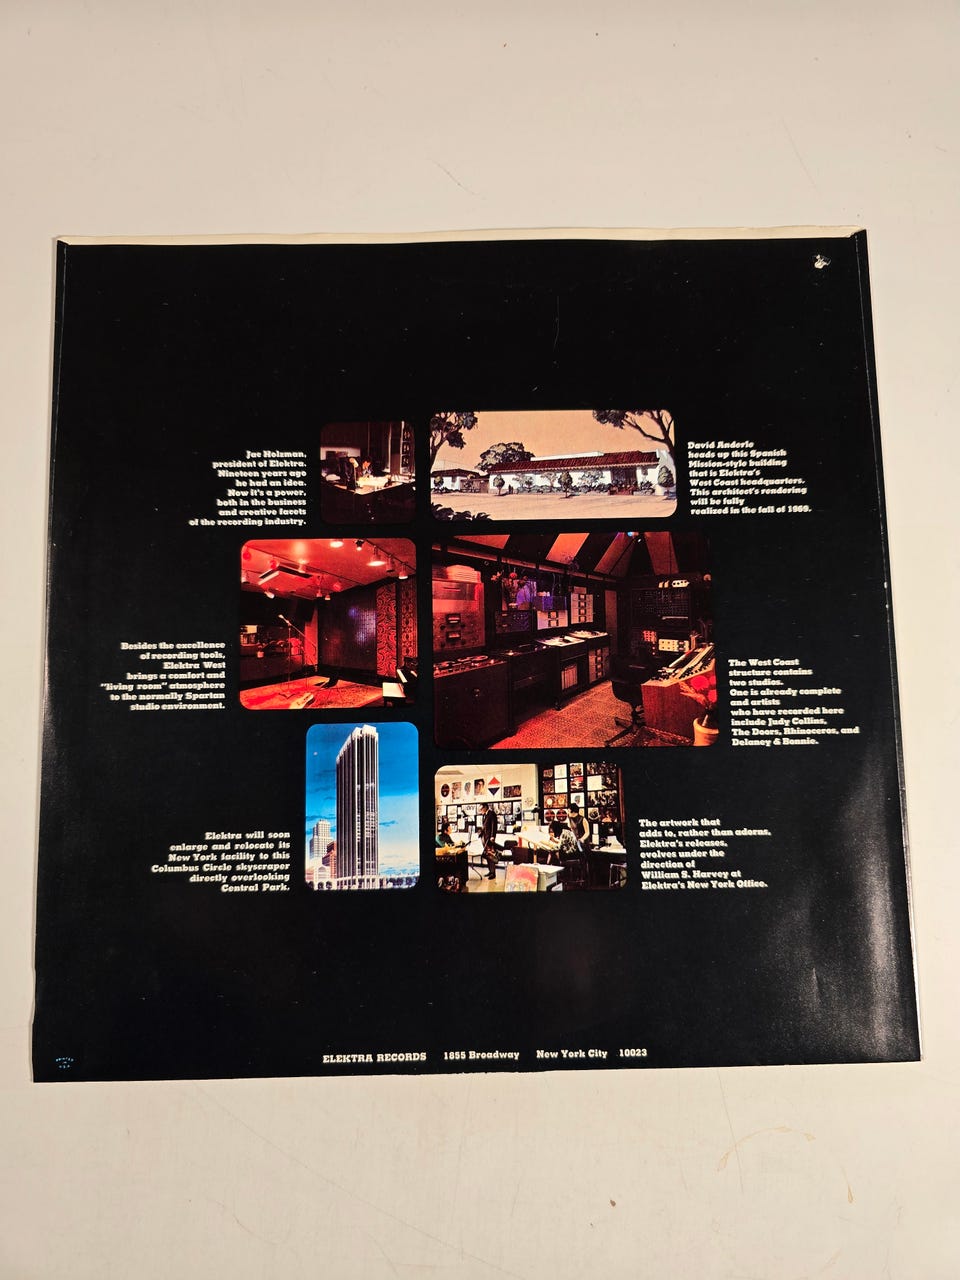 Jac Holzman,
president of Elektra.
Nineteen years ago
he had an idea.
Now it's a power,
both in the business
and creative facets
of the recording industry.
David Anderle
heads up this Spanish
Mission-style building
that is Elektra's
West Coast headquarters.
This architect's rendering
will be fully
realized in the fall of 1969.
Besides the excellence
of recording tools,
Elektra West
brings a comfort and
"living room" atmosphere
to the normally Spartan
studio environment.
The West Coast
structure contains
two studios.
One is already complete
and artists
who have recorded here
include Judy Collins,
The Doors, Rhinoceros, and
Delaney & Bonnie.
Elektra will soon
enlarge and relocate its
New York facility to this
Columbus Circle skyscraper
directly overlooking
Central Park.
The artwork that
adds to, rather than adorns,
Elektra's releases,
evolves under the
direction of
William S. Harvey at
Elektra's New York Office.
ELEKTRA RECORDS 1855 Broadway New York City 10023
PRINTED
IN
USA